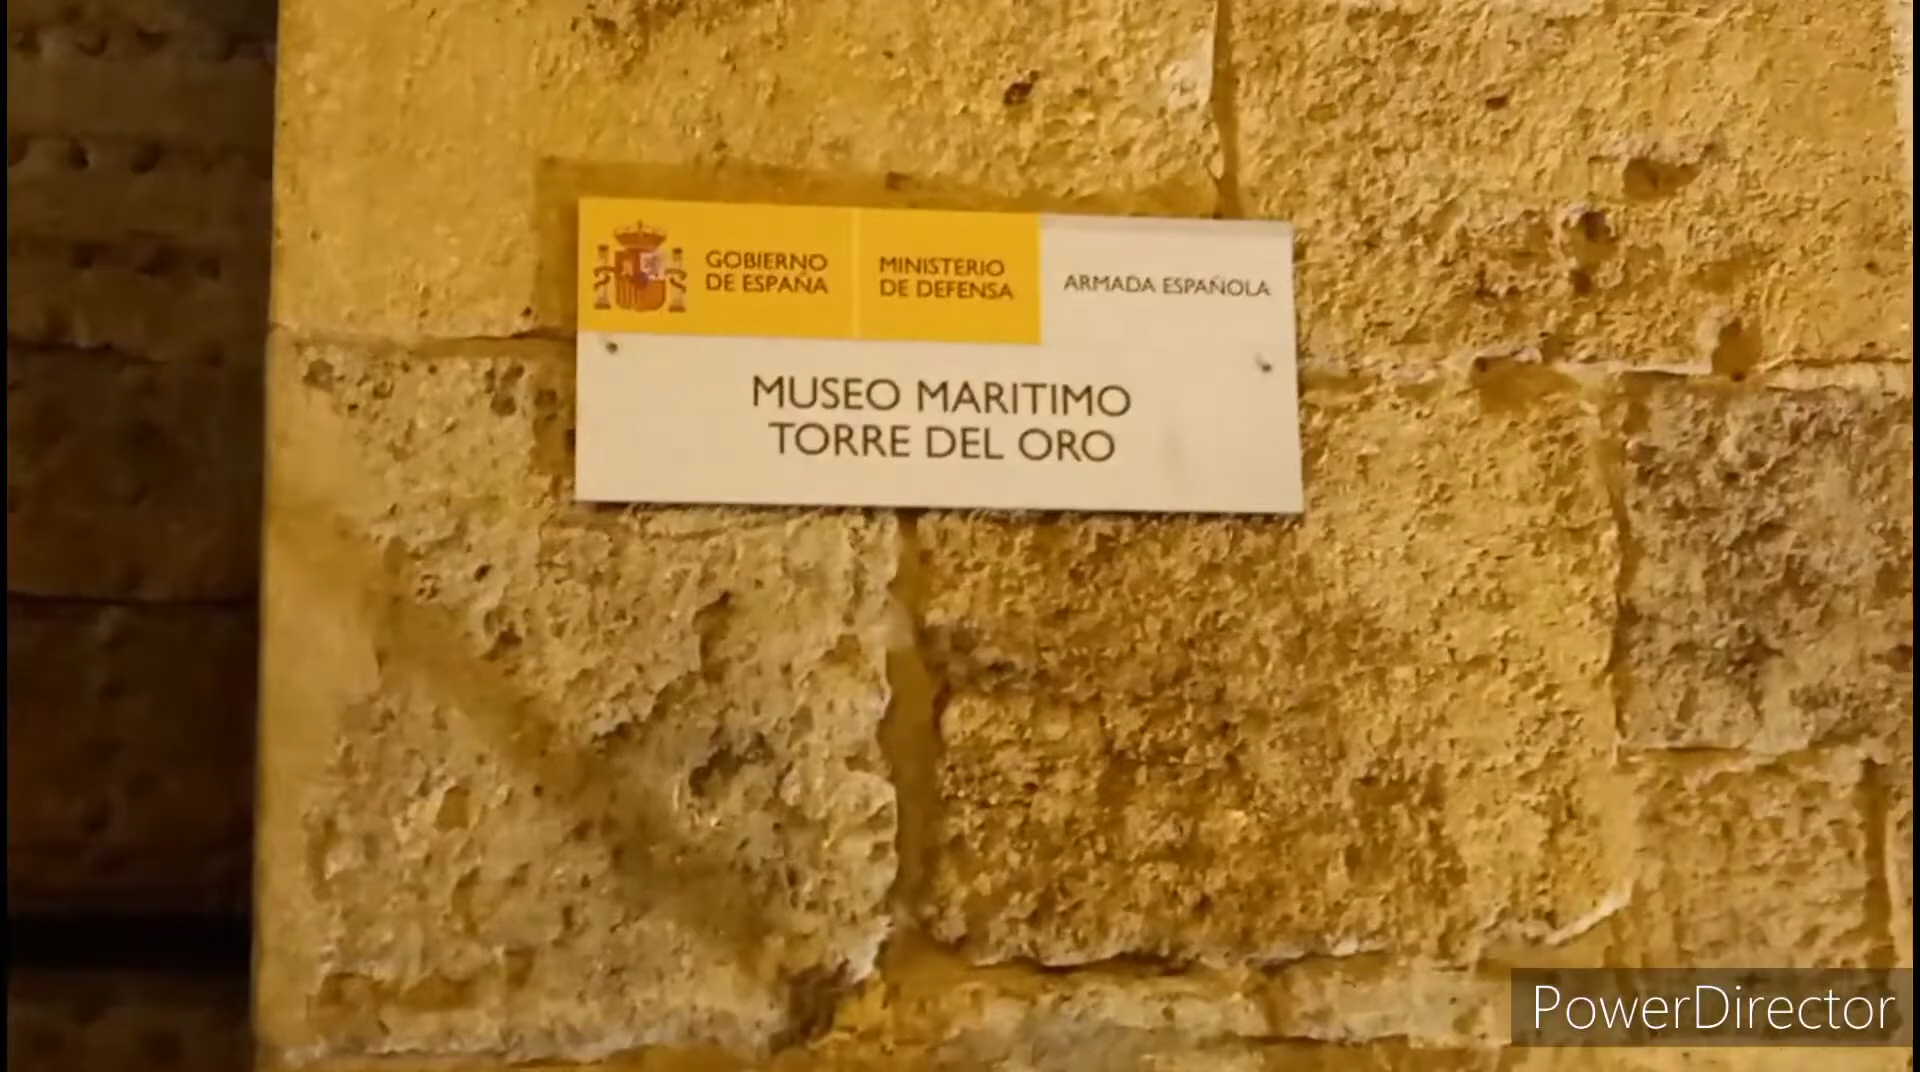 GOBIERNO
DE ESPAÑA
MINISTERIO
DE DEFENSA
ARMADA ESPAÑOLA
MUSEO MARITIMO
TORRE DEL ORO
PowerDirector